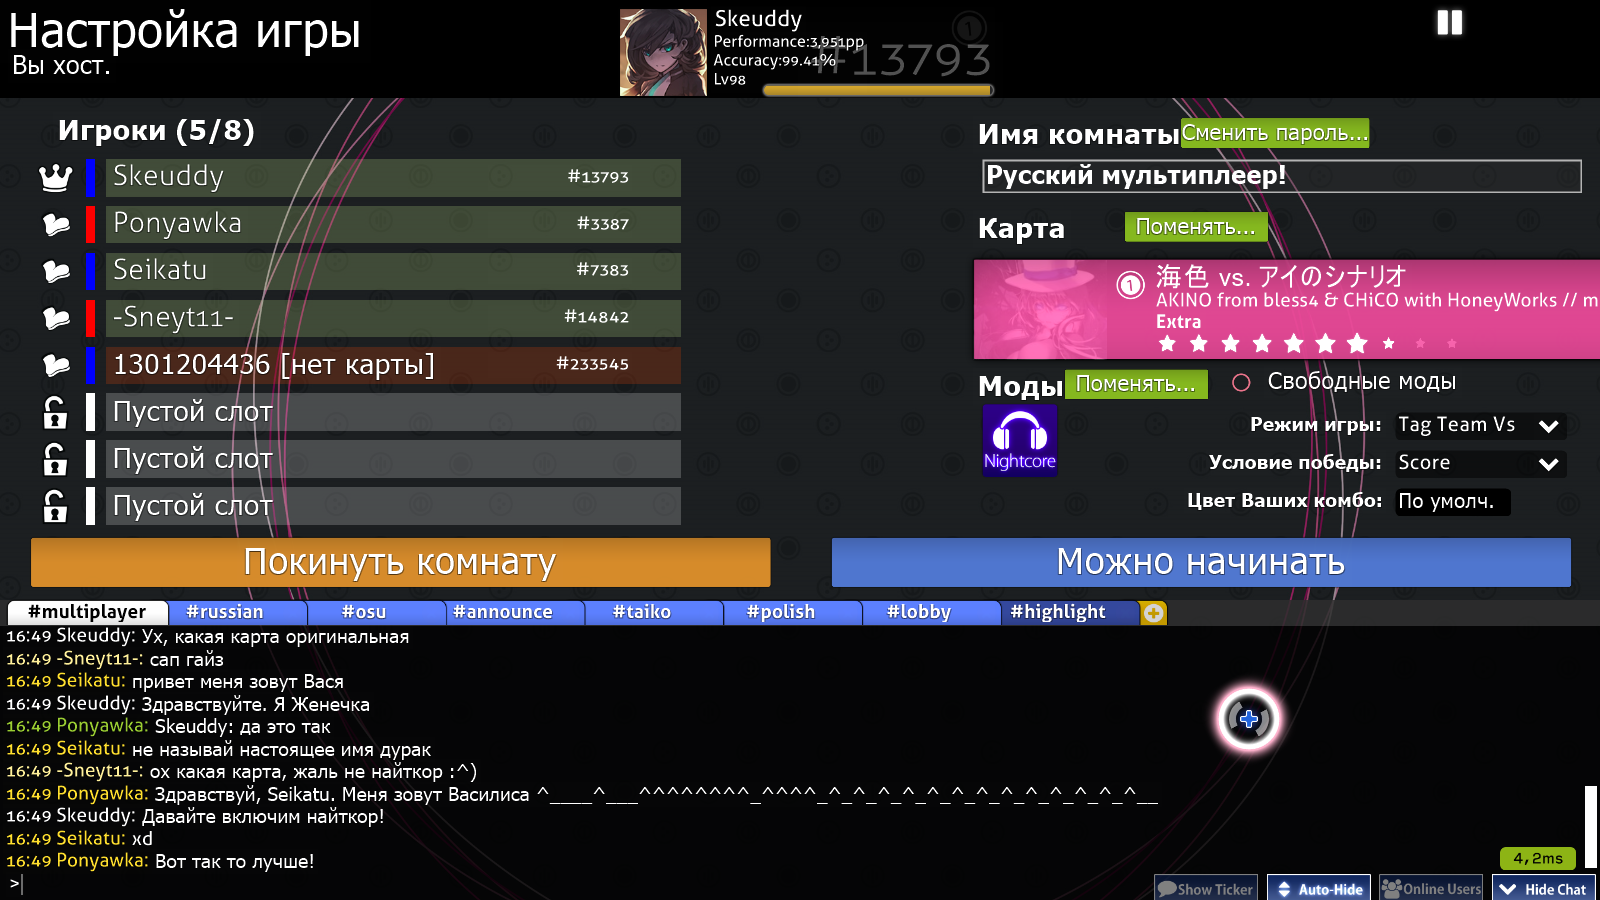 Настройка игры
Вы хост.
Skeuddy
Performance:3,951pp
Accuracy:99.41%
Lv98
#13793
1
Игроки (5/8)
Skeuddy #13793
Ponyawka #3387
Seikatu #7383
-Sneyt11- #14842
1301204436 [нет карты] #233545
Пустой слот
Пустой слот
Пустой слот
Имя комнаты Сменить пароль...
Русский мультиплеер!
Карта Поменять...
1 海色 vs. アイのシナリオ
AKINO from bless4 & CHiCO with HoneyWorks // m
Extra
Моды Поменять... Свободные моды
Nightcore
Режим игры: Tag Team Vs
Условие победы: Score
Цвет Ваших комбо: По умолч.
Покинуть комнату
Можно начинать
#multiplayer #russian #osu #announce #taiko #polish #lobby #highlight
16:49 Skeuddy: Ух, какая карта оригинальная
16:49 -Sneyt11-: сап гайз
16:49 Seikatu: привет меня зовут Вася
16:49 Skeuddy: Здравствуйте. Я Женечка
16:49 Ponyawka: Skeuddy: да это так
16:49 Seikatu: не называй настоящее имя дурак
16:49 -Sneyt11-: ох какая карта, жаль не найткор :^)
16:49 Ponyawka: Здравствуй, Seikatu. Меня зовут Василиса ^____^___^^^^^^^^^_^^^^_^_^_^_^_^_^_^_^_^_^_^_^_^__
16:49 Skeuddy: Давайте включим найткор!
16:49 Seikatu: xd
16:49 Ponyawka: Вот так то лучше!
>
4,2ms
Show Ticker Auto-Hide Online Users Hide Chat